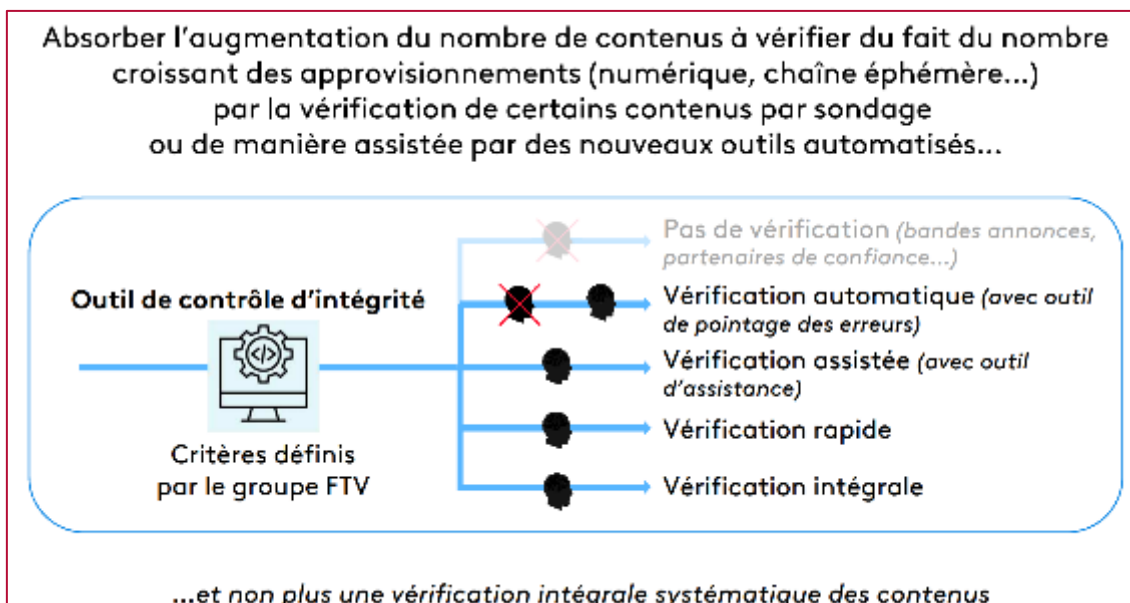 Absorber l'augmentation du nombre de contenus à vérifier du fait du nombre
croissant des approvisionnements (numérique, chaîne éphémère...)
par la vérification de certains contenus par sondage
ou de manière assistée par des nouveaux outils automatisés...
Pas de vérification (bandes annonces,
partenaires de confiance...)
Outil de contrôle d'intégrité
Vérification automatique (avec outil
de pointage des erreurs)
Vérification assistée (avec outil
d'assistance)
Vérification rapide
Critères définis
par le groupe FTV
Vérification intégrale
...et non plus une vérification intégrale systématique des contenus